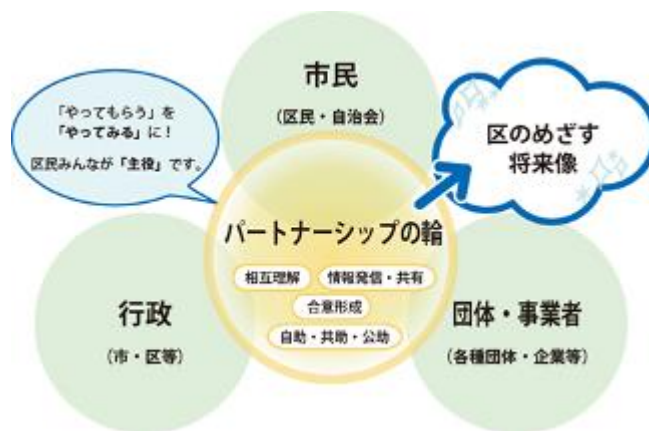 市民
(区民・自治会)
「やってもらう」を
「やってみる」に！
区民みんなが「主役」です。
区のめざす
将来像
パートナーシップの輪
相互理解
情報発信・共有
合意形成
自助・共助・公助
行政
(市・区等)
団体・事業者
(各種団体・企業等)